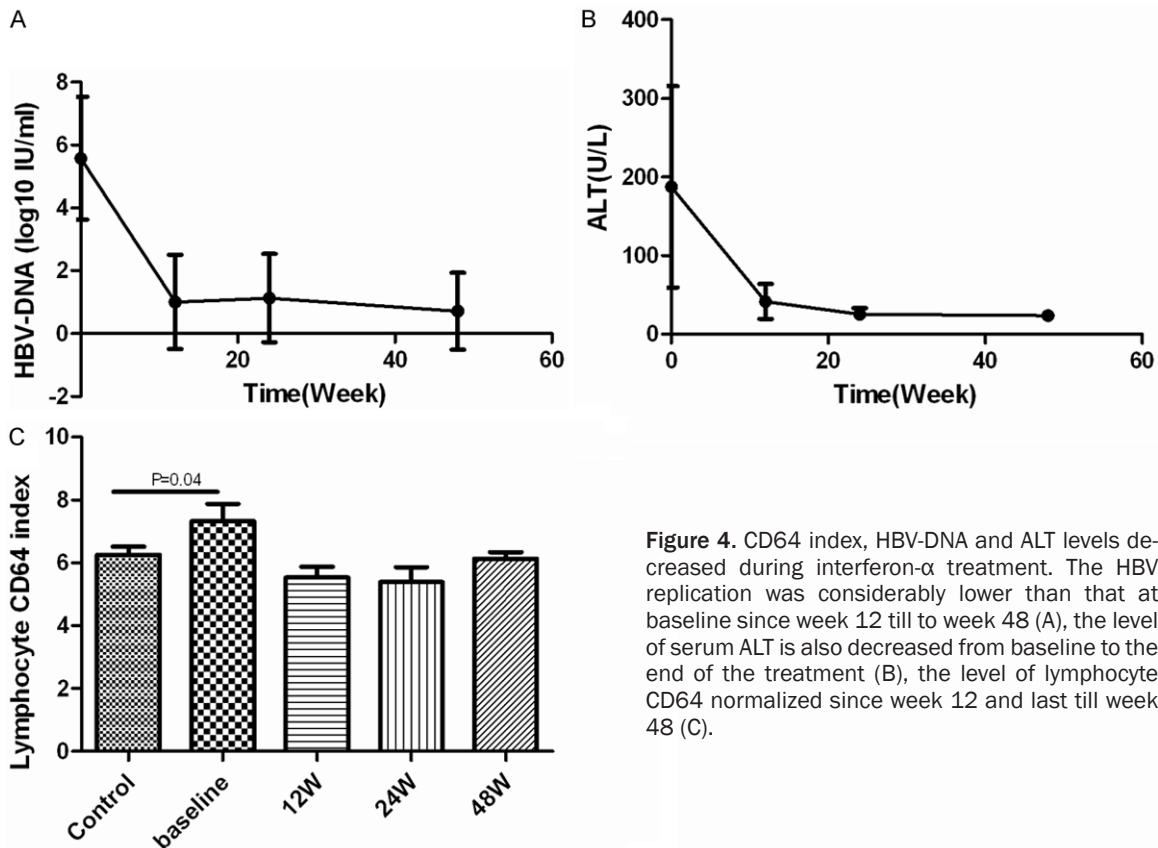 A
HBV-DNA (log10 IU/ml)
8
6
4
2
0
-2
20
40
60
Time(Week)
B
ALT(U/L)
400
300
200
100
0
0
20
40
60
Time(Week)
C
Lymphocyte CD64 index
10
8
6
4
2
0
P=0.04
Control
baseline
12W
24W
48W
Figure 4. CD64 index, HBV-DNA and ALT levels de-
creased during interferon-α treatment. The HBV
replication was considerably lower than that at
baseline since week 12 till to week 48 (A), the level
of serum ALT is also decreased from baseline to the
end of the treatment (B), the level of lymphocyte
CD64 normalized since week 12 and last till week
48 (C).